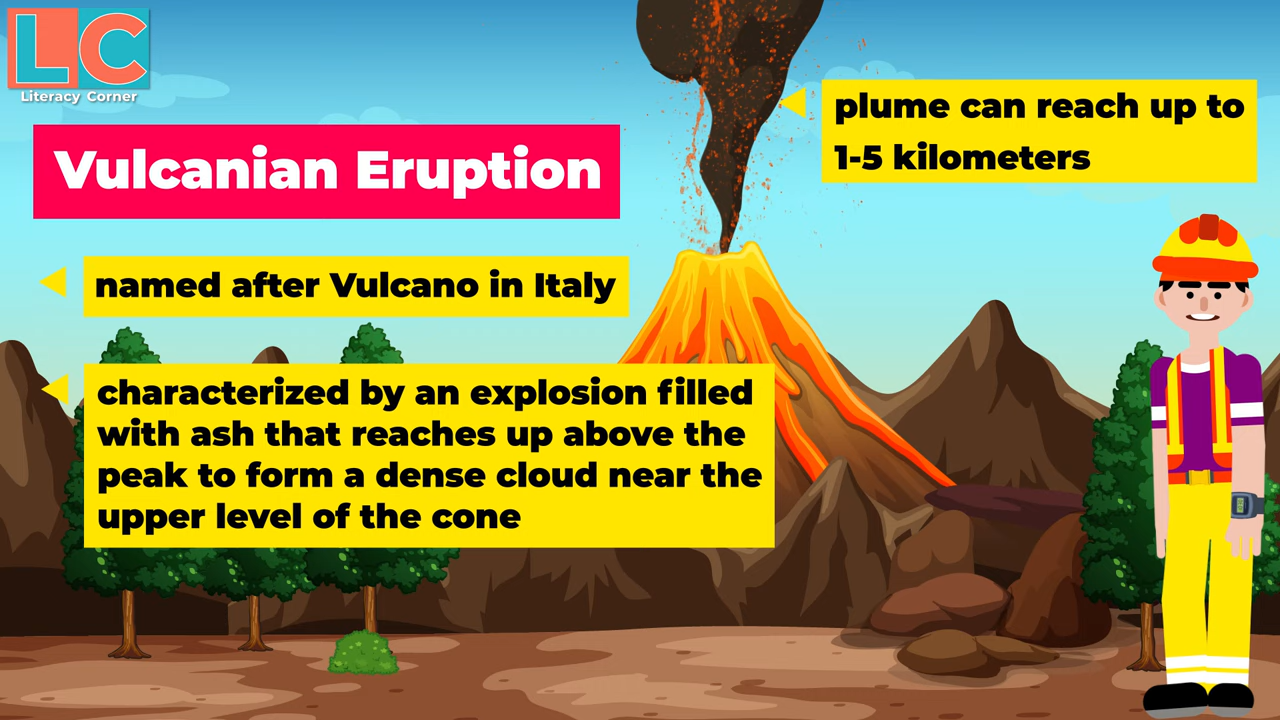 LC
Literacy Corner
Vulcanian Eruption
plume can reach up to
1-5 kilometers
named after Vulcano in Italy
characterized by an explosion filled
with ash that reaches up above the
peak to form a dense cloud near the
upper level of the cone